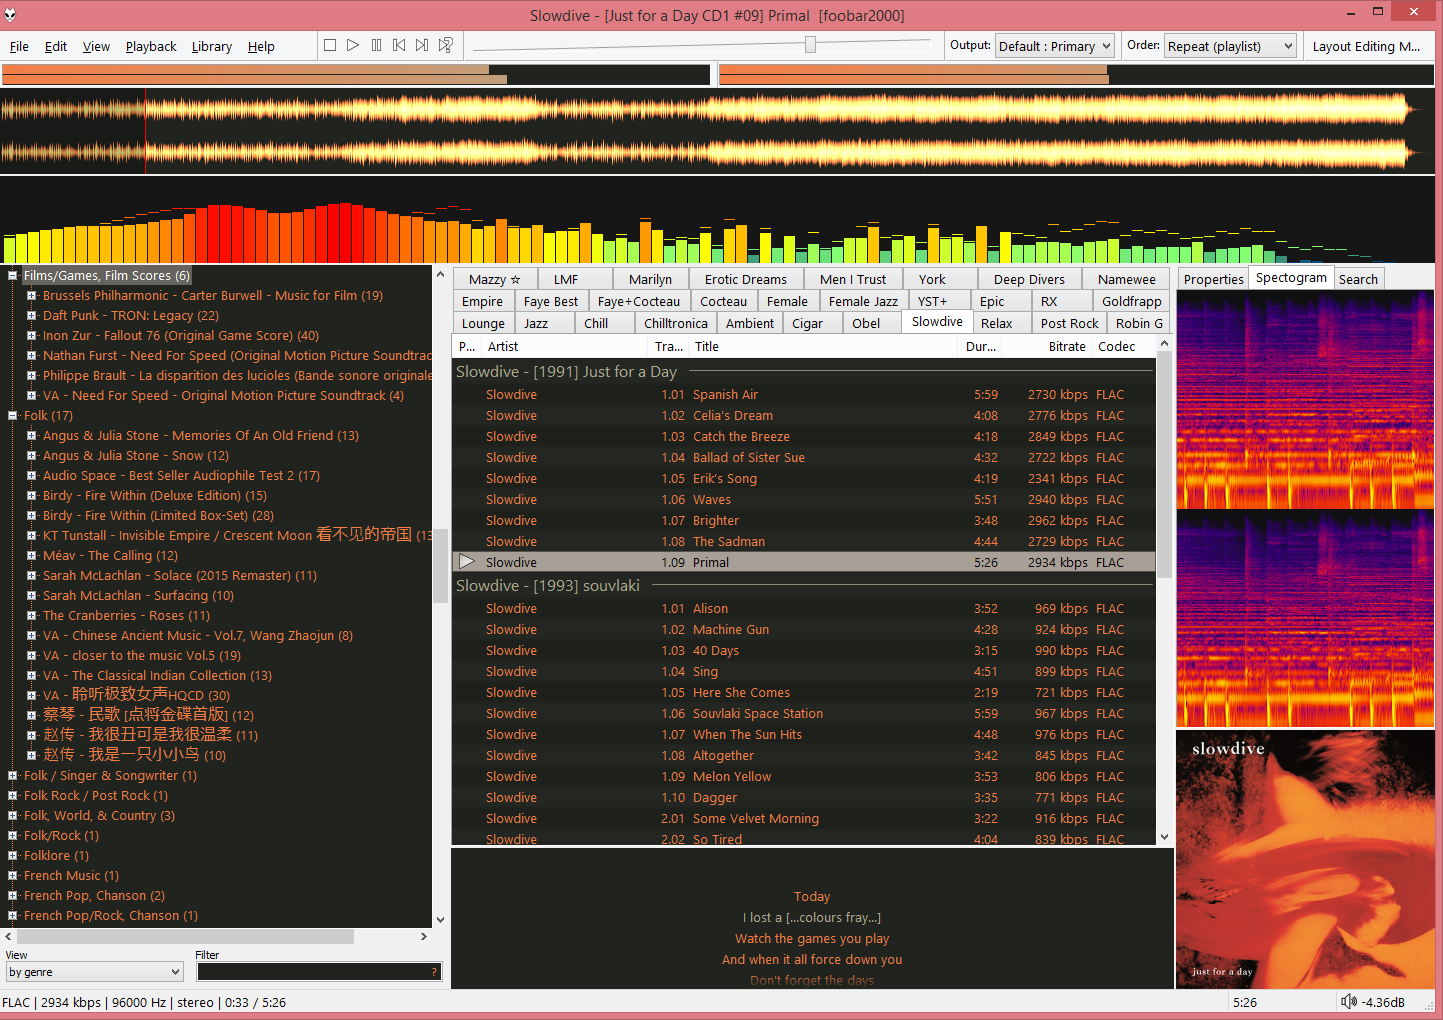 Slowdive - [Just for a Day CD1 #09] Primal  [foobar2000]
File Edit View Playback Library Help
Output: Default : Primary Order: Repeat (playlist) Layout Editing M...
Films/Games, Film Scores (6)
Brussels Philharmonic - Carter Burwell - Music for Film (19)
Daft Punk - TRON: Legacy (22)
Inon Zur - Fallout 76 (Original Game Score) (40)
Nathan Furst - Need For Speed (Original Motion Picture Soundtrac
Philippe Brault - La disparition des lucioles (Bande sonore originale
VA - Need For Speed - Original Motion Picture Soundtrack (4)
Folk (17)
Angus & Julia Stone - Memories Of An Old Friend (13)
Angus & Julia Stone - Snow (12)
Audio Space - Best Seller Audiophile Test 2 (17)
Birdy - Fire Within (Deluxe Edition) (15)
Birdy - Fire Within (Limited Box-Set) (28)
KT Tunstall - Invisible Empire / Crescent Moon 看不见的帝国 (13
Méav - The Calling (12)
Sarah McLachlan - Solace (2015 Remaster) (11)
Sarah McLachlan - Surfacing (10)
The Cranberries - Roses (11)
VA - Chinese Ancient Music - Vol.7, Wang Zhaojun (8)
VA - closer to the music Vol.5 (19)
VA - The Classical Indian Collection (13)
VA - 聆听极致女声HQCD (30)
蔡琴 - 民歌 [点将金碟首版] (12)
赵传 - 我很丑可是我很温柔 (11)
赵传 - 我是一只小小鸟 (10)
Folk / Singer & Songwriter (1)
Folk Rock / Post Rock (1)
Folk, World, & Country (3)
Folk/Rock (1)
Folklore (1)
French Music (1)
French Pop, Chanson (2)
French Pop/Rock, Chanson (1)
View Filter
by genre ?
Mazzy ☆ LMF Marilyn Erotic Dreams Men I Trust York Deep Divers Namewee
Empire Faye Best Faye+Cocteau Cocteau Female Female Jazz YST+ Epic RX Goldfrapp
Lounge Jazz Chill Chilltronica Ambient Cigar Obel Slowdive Relax Post Rock Robin G
P... Artist Tra... Title Dur... Bitrate Codec
Slowdive - [1991] Just for a Day
Slowdive 1.01 Spanish Air 5:59 2730 kbps FLAC
Slowdive 1.02 Celia's Dream 4:08 2776 kbps FLAC
Slowdive 1.03 Catch the Breeze 4:18 2849 kbps FLAC
Slowdive 1.04 Ballad of Sister Sue 4:32 2722 kbps FLAC
Slowdive 1.05 Erik's Song 4:19 2341 kbps FLAC
Slowdive 1.06 Waves 5:51 2940 kbps FLAC
Slowdive 1.07 Brighter 3:48 2962 kbps FLAC
Slowdive 1.08 The Sadman 4:44 2729 kbps FLAC
Slowdive 1.09 Primal 5:26 2934 kbps FLAC
Slowdive - [1993] souvlaki
Slowdive 1.01 Alison 3:52 969 kbps FLAC
Slowdive 1.02 Machine Gun 4:28 924 kbps FLAC
Slowdive 1.03 40 Days 3:15 990 kbps FLAC
Slowdive 1.04 Sing 4:51 899 kbps FLAC
Slowdive 1.05 Here She Comes 2:19 721 kbps FLAC
Slowdive 1.06 Souvlaki Space Station 5:59 967 kbps FLAC
Slowdive 1.07 When The Sun Hits 4:48 976 kbps FLAC
Slowdive 1.08 Altogether 3:42 845 kbps FLAC
Slowdive 1.09 Melon Yellow 3:53 806 kbps FLAC
Slowdive 1.10 Dagger 3:35 771 kbps FLAC
Slowdive 2.01 Some Velvet Morning 3:22 916 kbps FLAC
Slowdive 2.02 So Tired 4:04 839 kbps FLAC
Today
I lost a [...colours fray...]
Watch the games you play
And when it all force down you
Don't forget the days
Properties Spectogram Search
slowdive
just for a day
FLAC | 2934 kbps | 96000 Hz | stereo | 0:33 / 5:26
5:26
-4.36dB